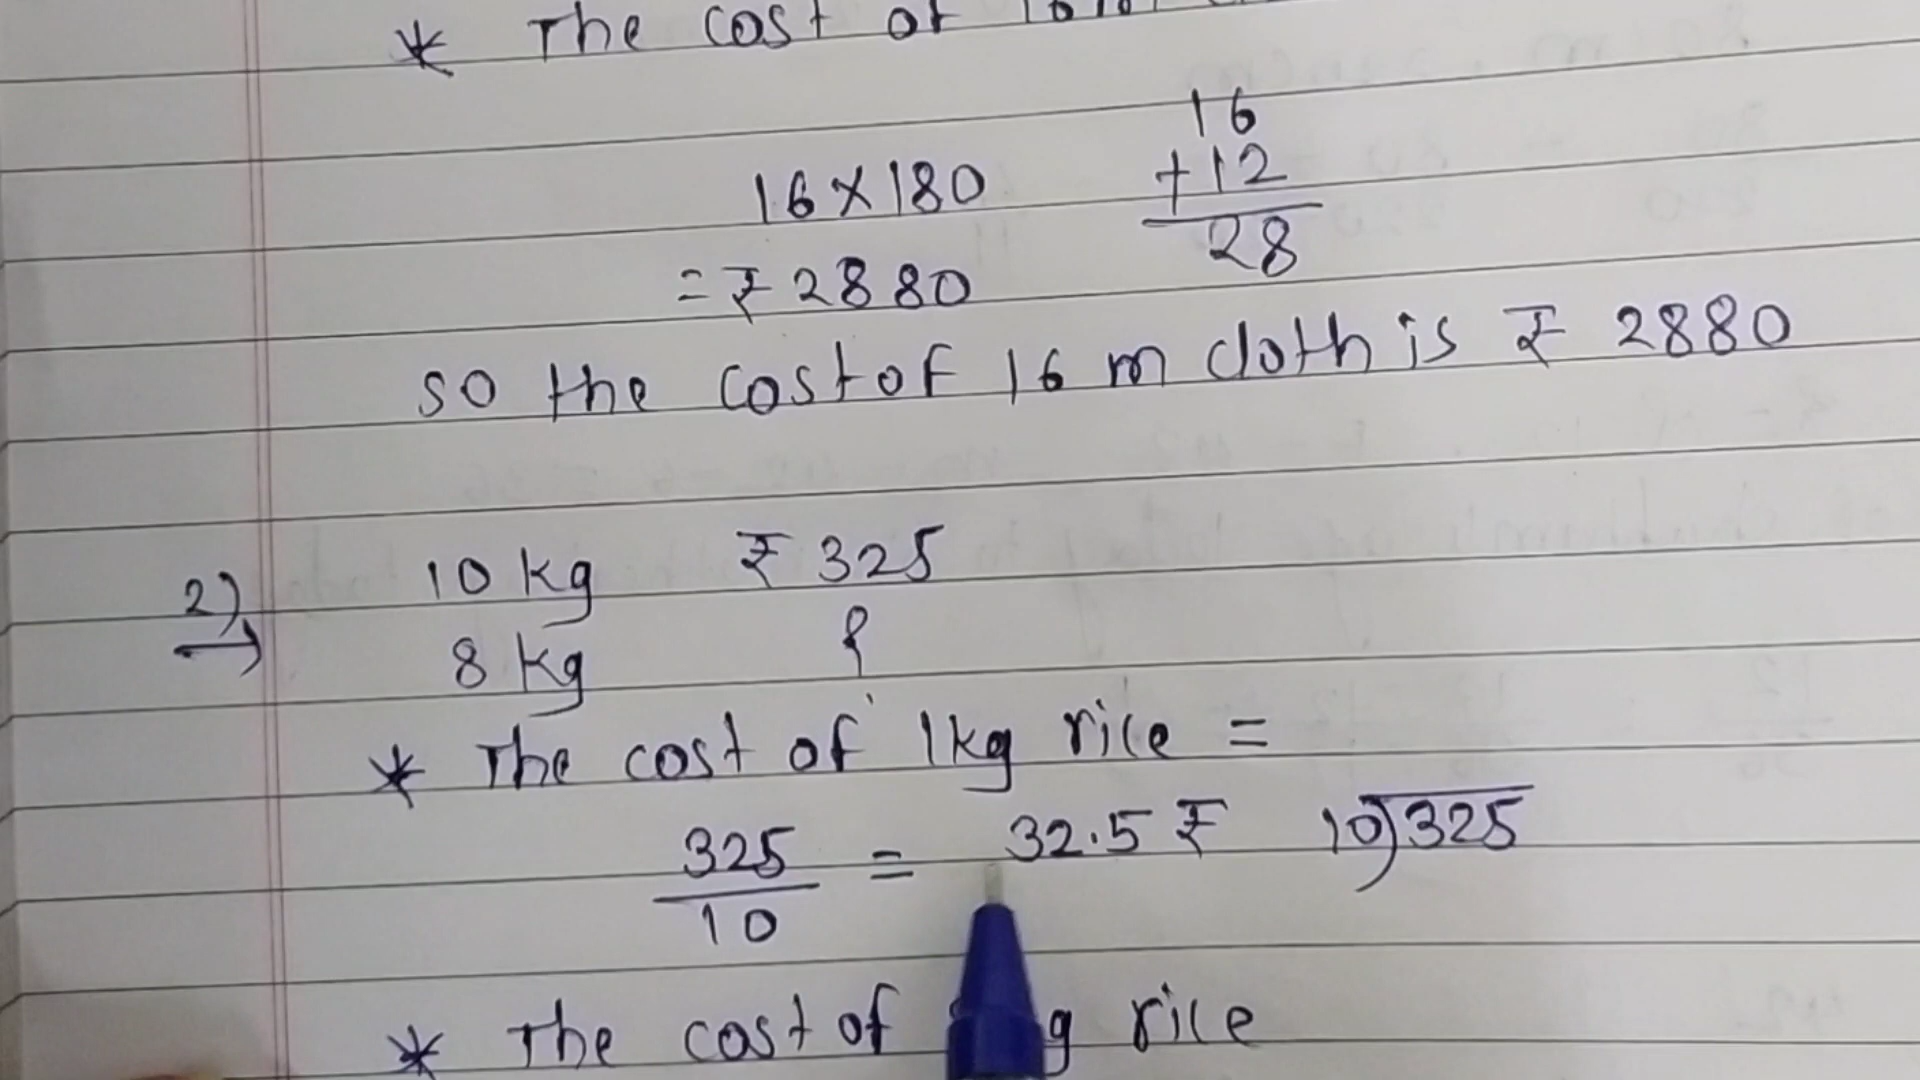 * The cost of
16
16×180 +12
28
= ₹ 2880
so the cost of 16 m cloth is ₹ 2880
2) 10 kg ₹ 325
8 kg ?
* The cost of 1kg rice =
325/10 = 32.5 ₹ 10)325
* The cost of g rice